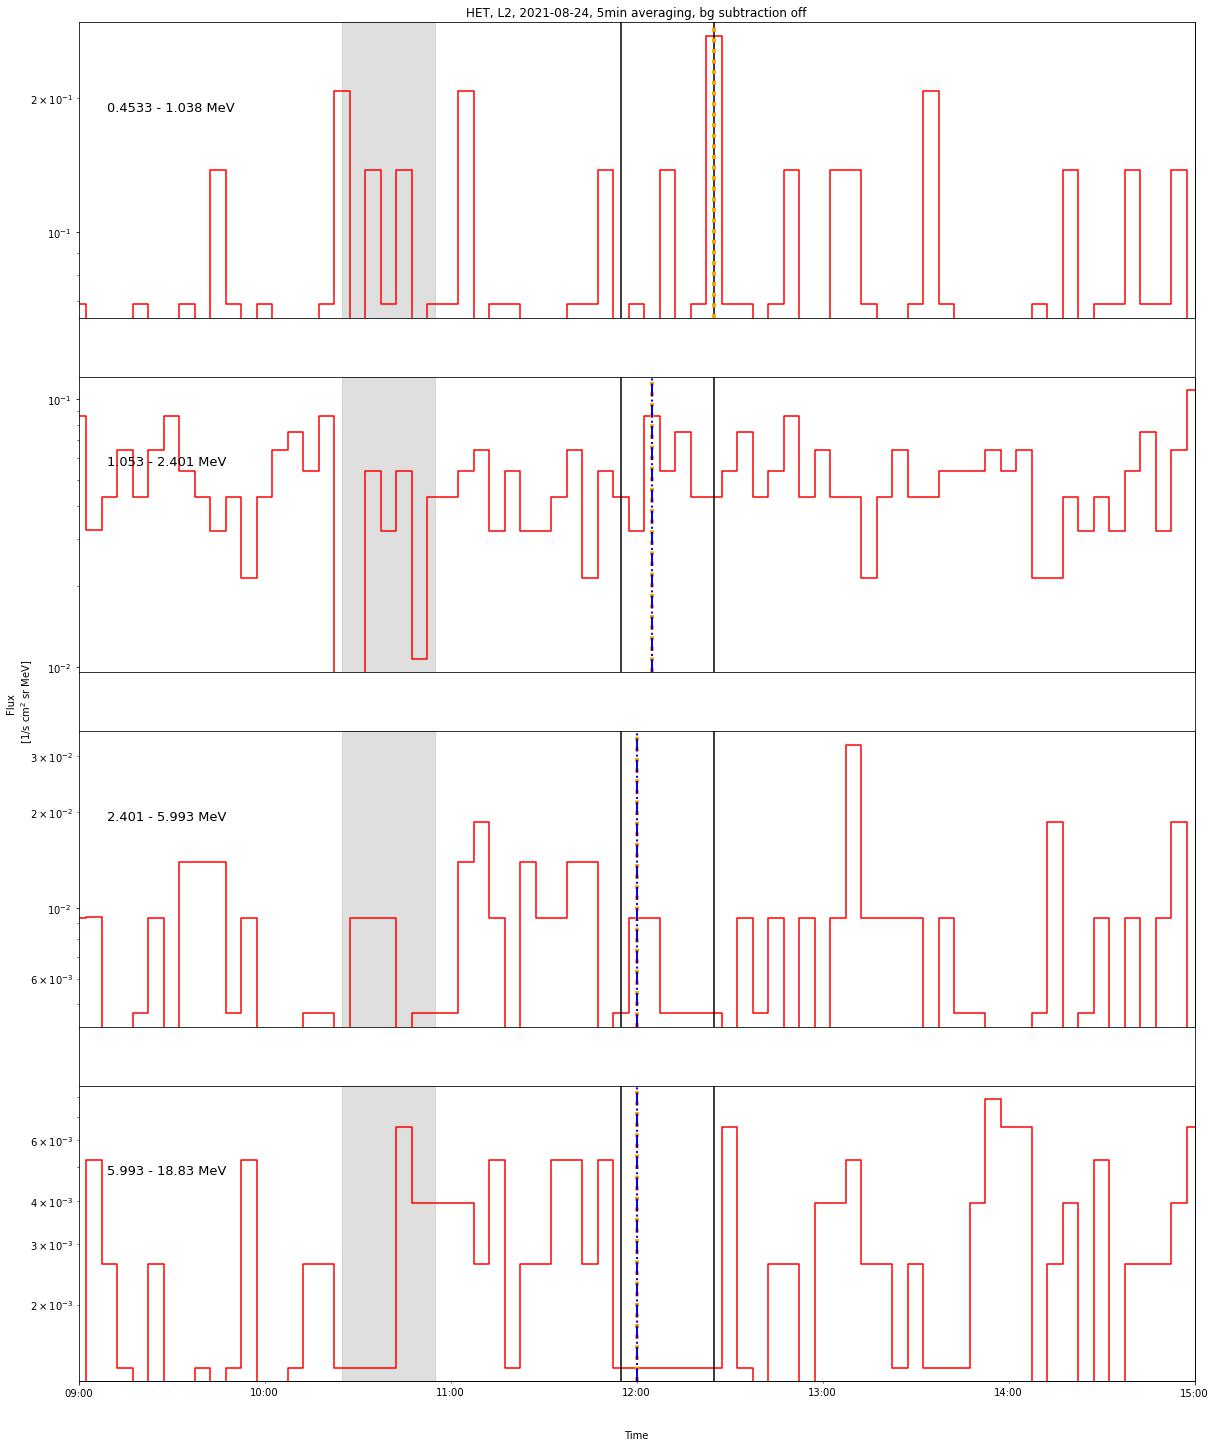 HET, L2, 2021-08-24, 5min averaging, bg subtraction off
2 × 10⁻¹
0.4533 - 1.038 MeV
10⁻¹
10⁻¹
1.053 - 2.401 MeV
10⁻²
Flux
[1/s cm² sr MeV]
3 × 10⁻²
2 × 10⁻²
2.401 - 5.993 MeV
10⁻²
6 × 10⁻³
6 × 10⁻³
5.993 - 18.83 MeV
4 × 10⁻³
3 × 10⁻³
2 × 10⁻³
09:00 10:00 11:00 12:00 13:00 14:00 15:00
Time